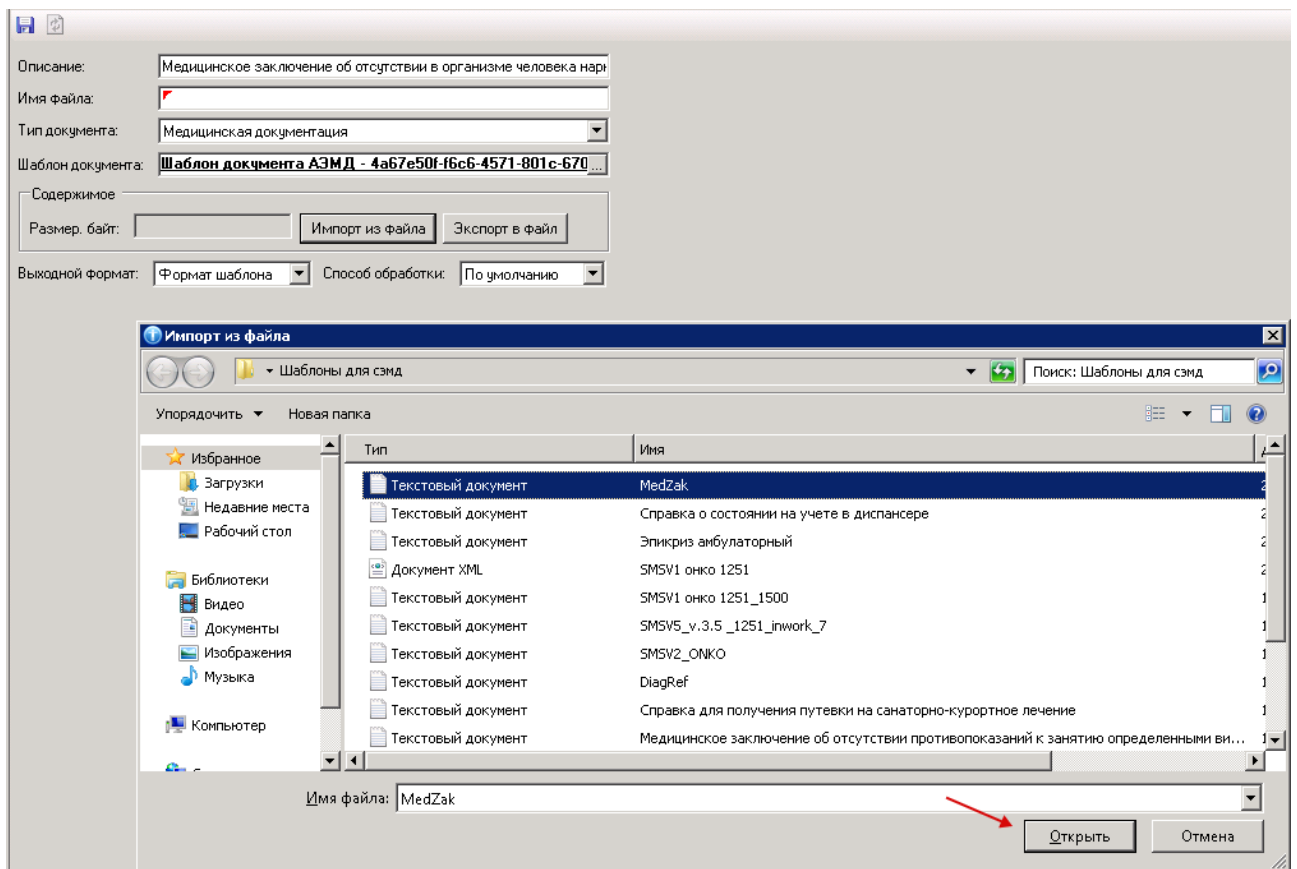 Описание: Медицинское заключение об отсутствии в организме человека нарк
Имя файла:
Тип документа: Медицинская документация
Шаблон документа: Шаблон документа АЭМД - 4a67e50f-f6c6-4571-801c-670 ...
Содержимое
Размер. байт: Импорт из файла Экспорт в файл
Выходной формат: Формат шаблона Способ обработки: По умолчанию
Импорт из файла
Шаблоны для сэмд Поиск: Шаблоны для сэмд
Упорядочить Новая папка
Избранное
Загрузки
Недавние места
Рабочий стол
Библиотеки
Видео
Документы
Изображения
Музыка
Компьютер
Тип Имя
Текстовый документ MedZak
Текстовый документ Справка о состоянии на учете в диспансере
Текстовый документ Эпикриз амбулаторный
Документ XML SMSV1 онко 1251
Текстовый документ SMSV1 онко 1251_1500
Текстовый документ SMSV5_v.3.5 _1251_inwork_7
Текстовый документ SMSV2_ONKO
Текстовый документ DiagRef
Текстовый документ Справка для получения путевки на санаторно-курортное лечение
Текстовый документ Медицинское заключение об отсутствии противопоказаний к занятию определенными ви...
Имя файла: MedZak
Открыть Отмена